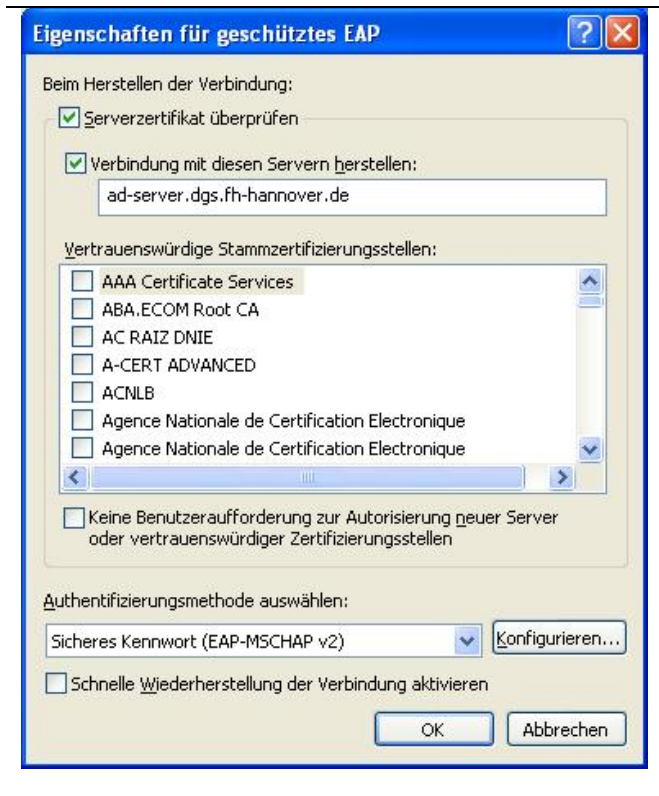 Eigenschaften für geschütztes EAP
Beim Herstellen der Verbindung:
Serverzertifikat überprüfen
Verbindung mit diesen Servern herstellen:
ad-server.dgs.fh-hannover.de
Vertrauenswürdige Stammzertifizierungsstellen:
AAA Certificate Services
ABA.ECOM Root CA
AC RAIZ DNIE
A-CERT ADVANCED
ACNLB
Agence Nationale de Certification Electronique
Agence Nationale de Certification Electronique
Keine Benutzeraufforderung zur Autorisierung neuer Server
oder vertrauenswürdiger Zertifizierungsstellen
Authentifizierungsmethode auswählen:
Sicheres Kennwort (EAP-MSCHAP v2)
Konfigurieren...
Schnelle Wiederherstellung der Verbindung aktivieren
OK
Abbrechen